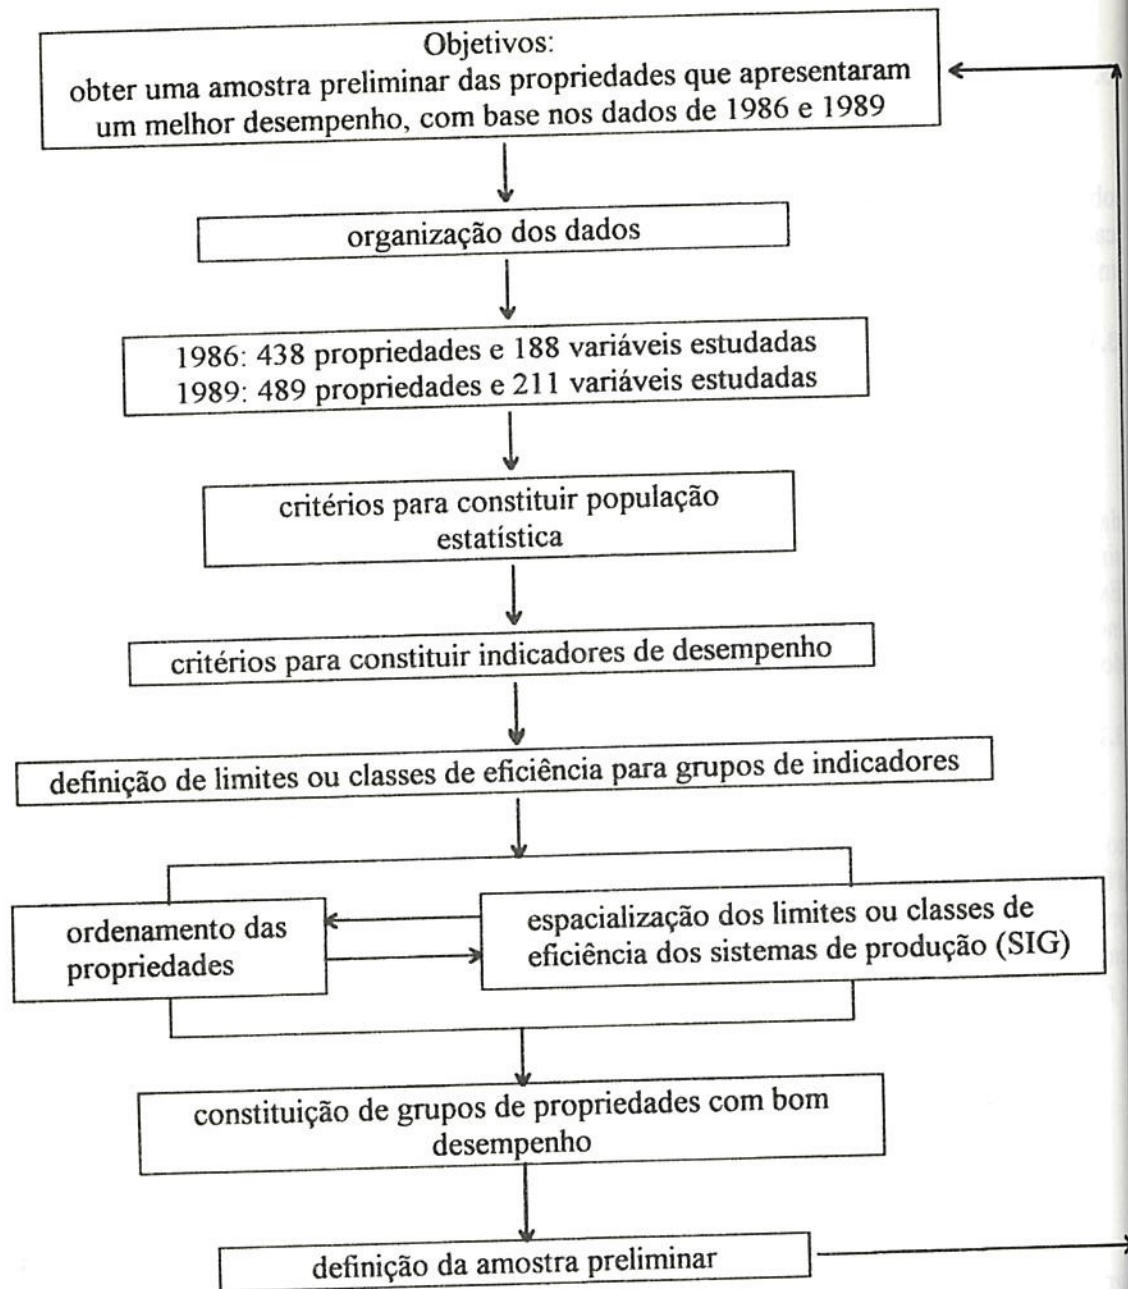 Objetivos:
obter uma amostra preliminar das propriedades que apresentaram
um melhor desempenho, com base nos dados de 1986 e 1989
organização dos dados
1986: 438 propriedades e 188 variáveis estudadas
1989: 489 propriedades e 211 variáveis estudadas
critérios para constituir população
estatística
critérios para constituir indicadores de desempenho
definição de limites ou classes de eficiência para grupos de indicadores
ordenamento das
propriedades
espacialização dos limites ou classes de
eficiência dos sistemas de produção (SIG)
constituição de grupos de propriedades com bom
desempenho
definição da amostra preliminar